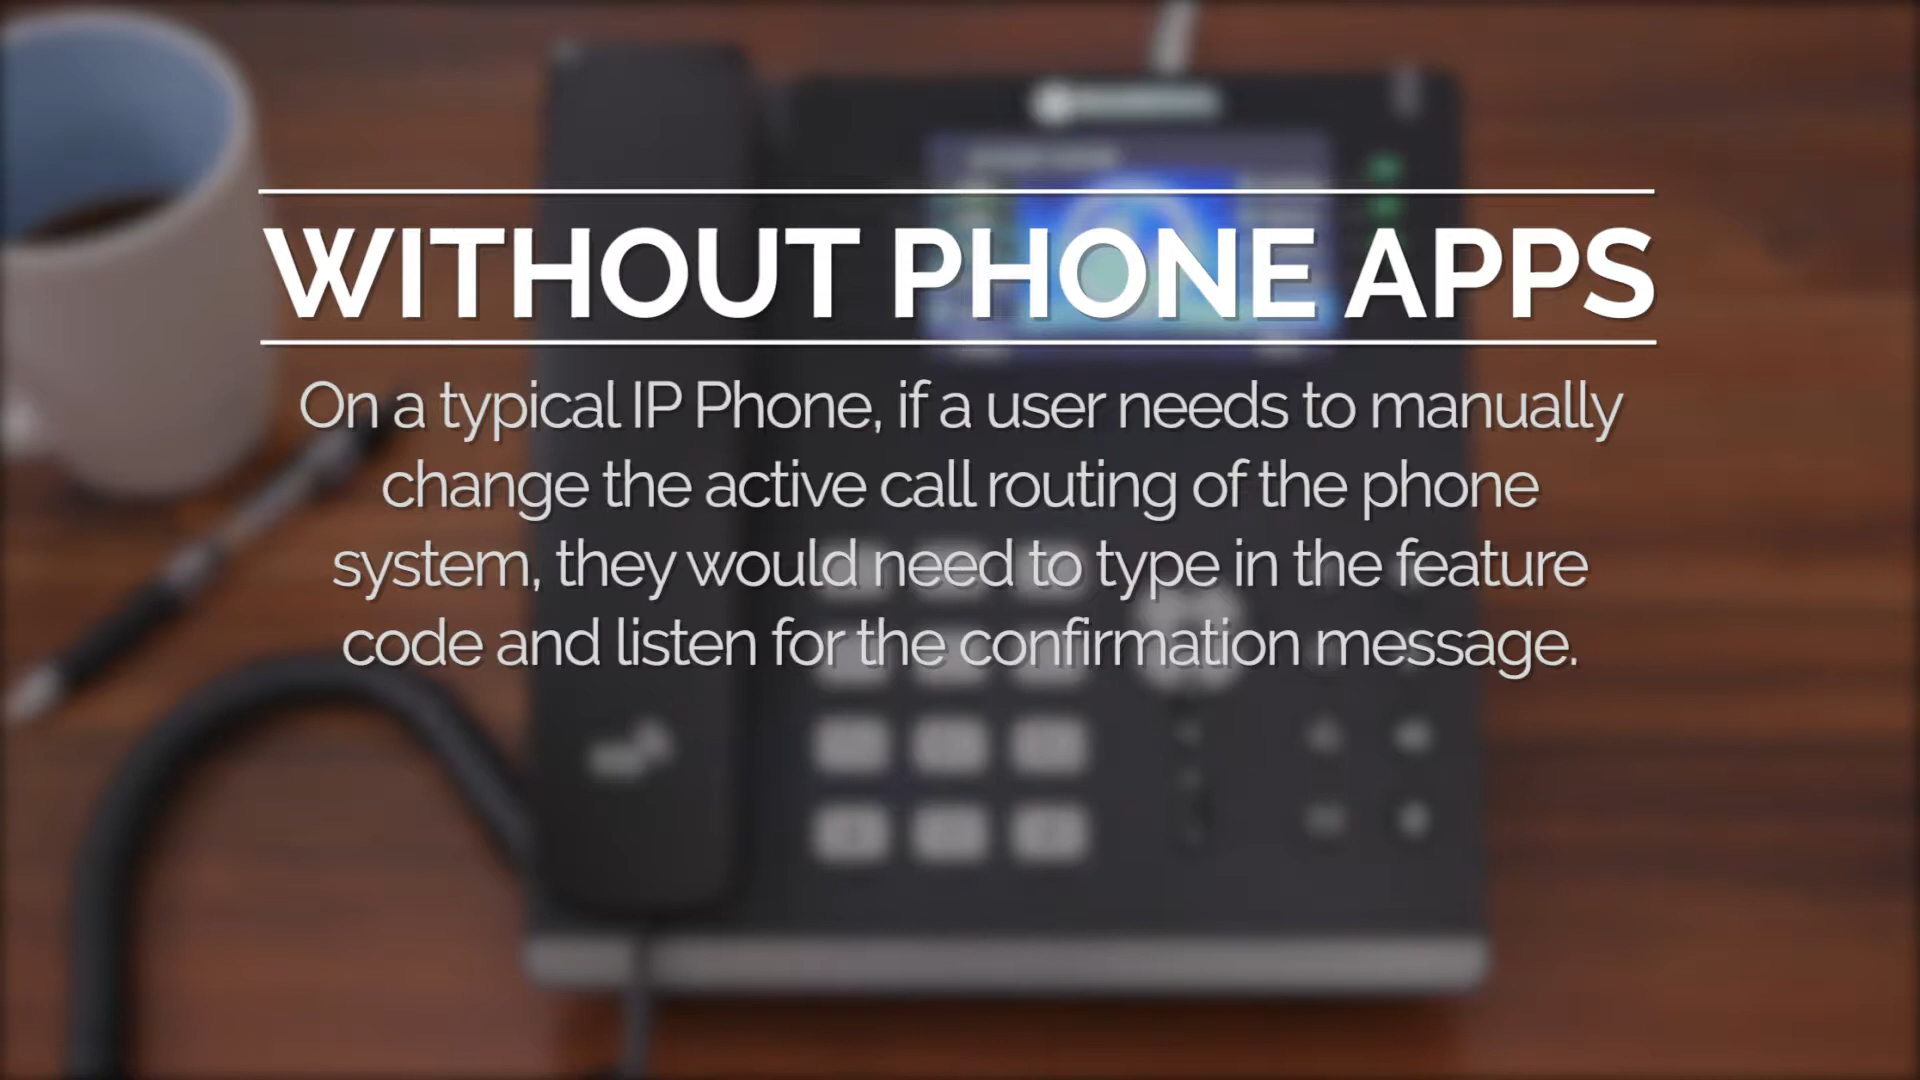 WITHOUT PHONE APPS
On a typical IP Phone, if a user needs to manually
change the active call routing of the phone
system, they would need to type in the feature
code and listen for the confirmation message.